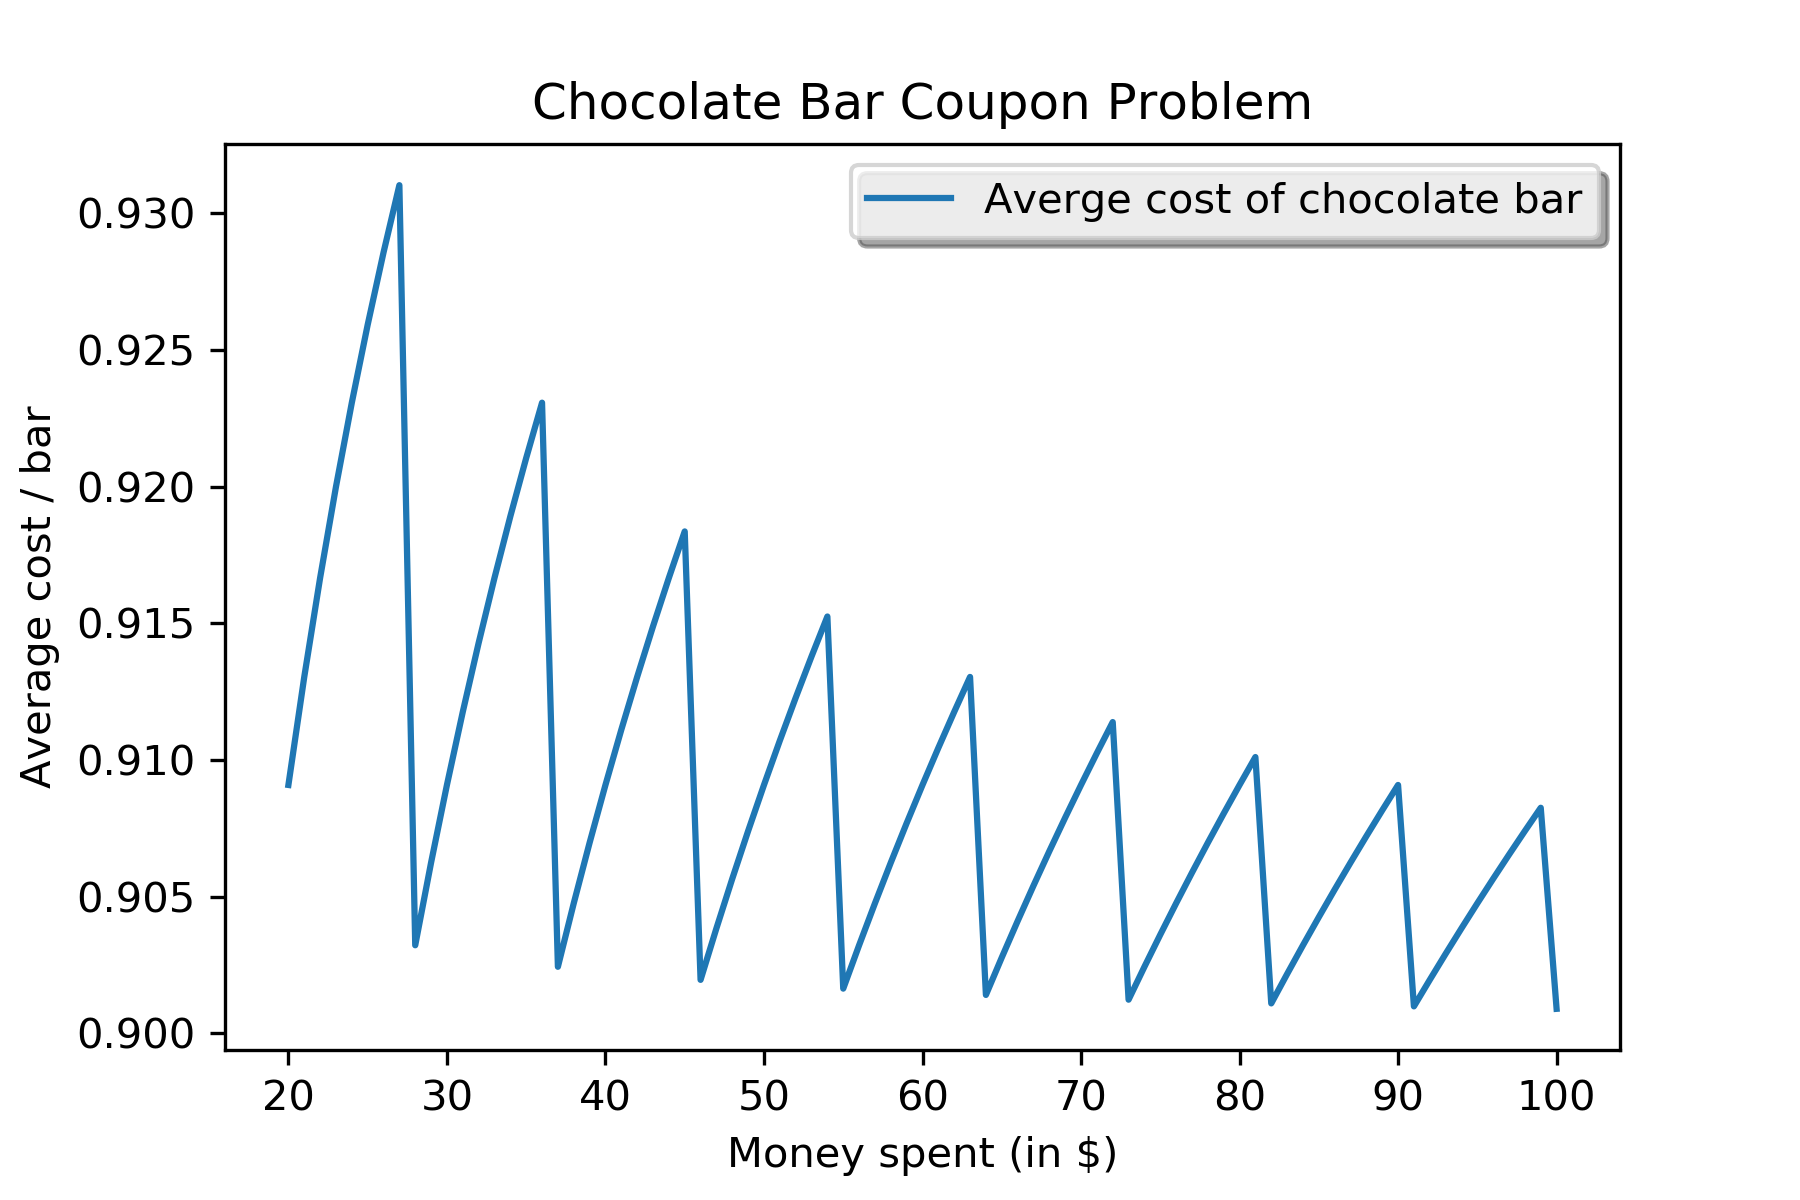 Chocolate Bar Coupon Problem
Averge cost of chocolate bar
Average cost / bar
0.930
0.925
0.920
0.915
0.910
0.905
0.900
20 30 40 50 60 70 80 90 100
Money spent (in $)